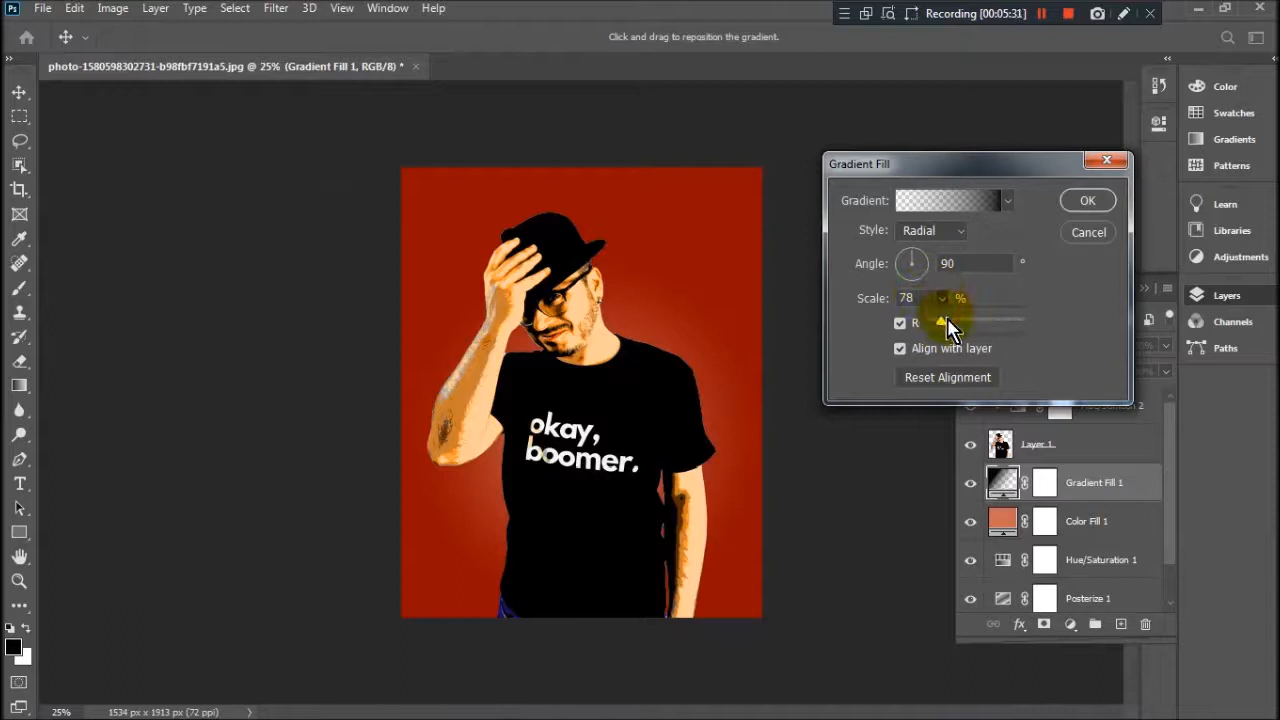 Ps File Edit Image Layer Type Select Filter 3D View Window Help
Recording [00:05:31]
Click and drag to reposition the gradient.
photo-1580598302731-b98fbf7191a5.jpg @ 25% (Gradient Fill 1, RGB/8) *
Color
Swatches
Gradients
Patterns
Learn
Libraries
Adjustments
Layers
Channels
Paths
Gradient Fill
Gradient:
OK
Style: Radial
Cancel
Angle: 90 °
Scale: 78 %
R
Align with layer
Reset Alignment
okay,
boomer.
Layer 1
Gradient Fill 1
Color Fill 1
Hue/Saturation 1
Posterize 1
fx
T
25% 1534 px x 1913 px (72 ppi)